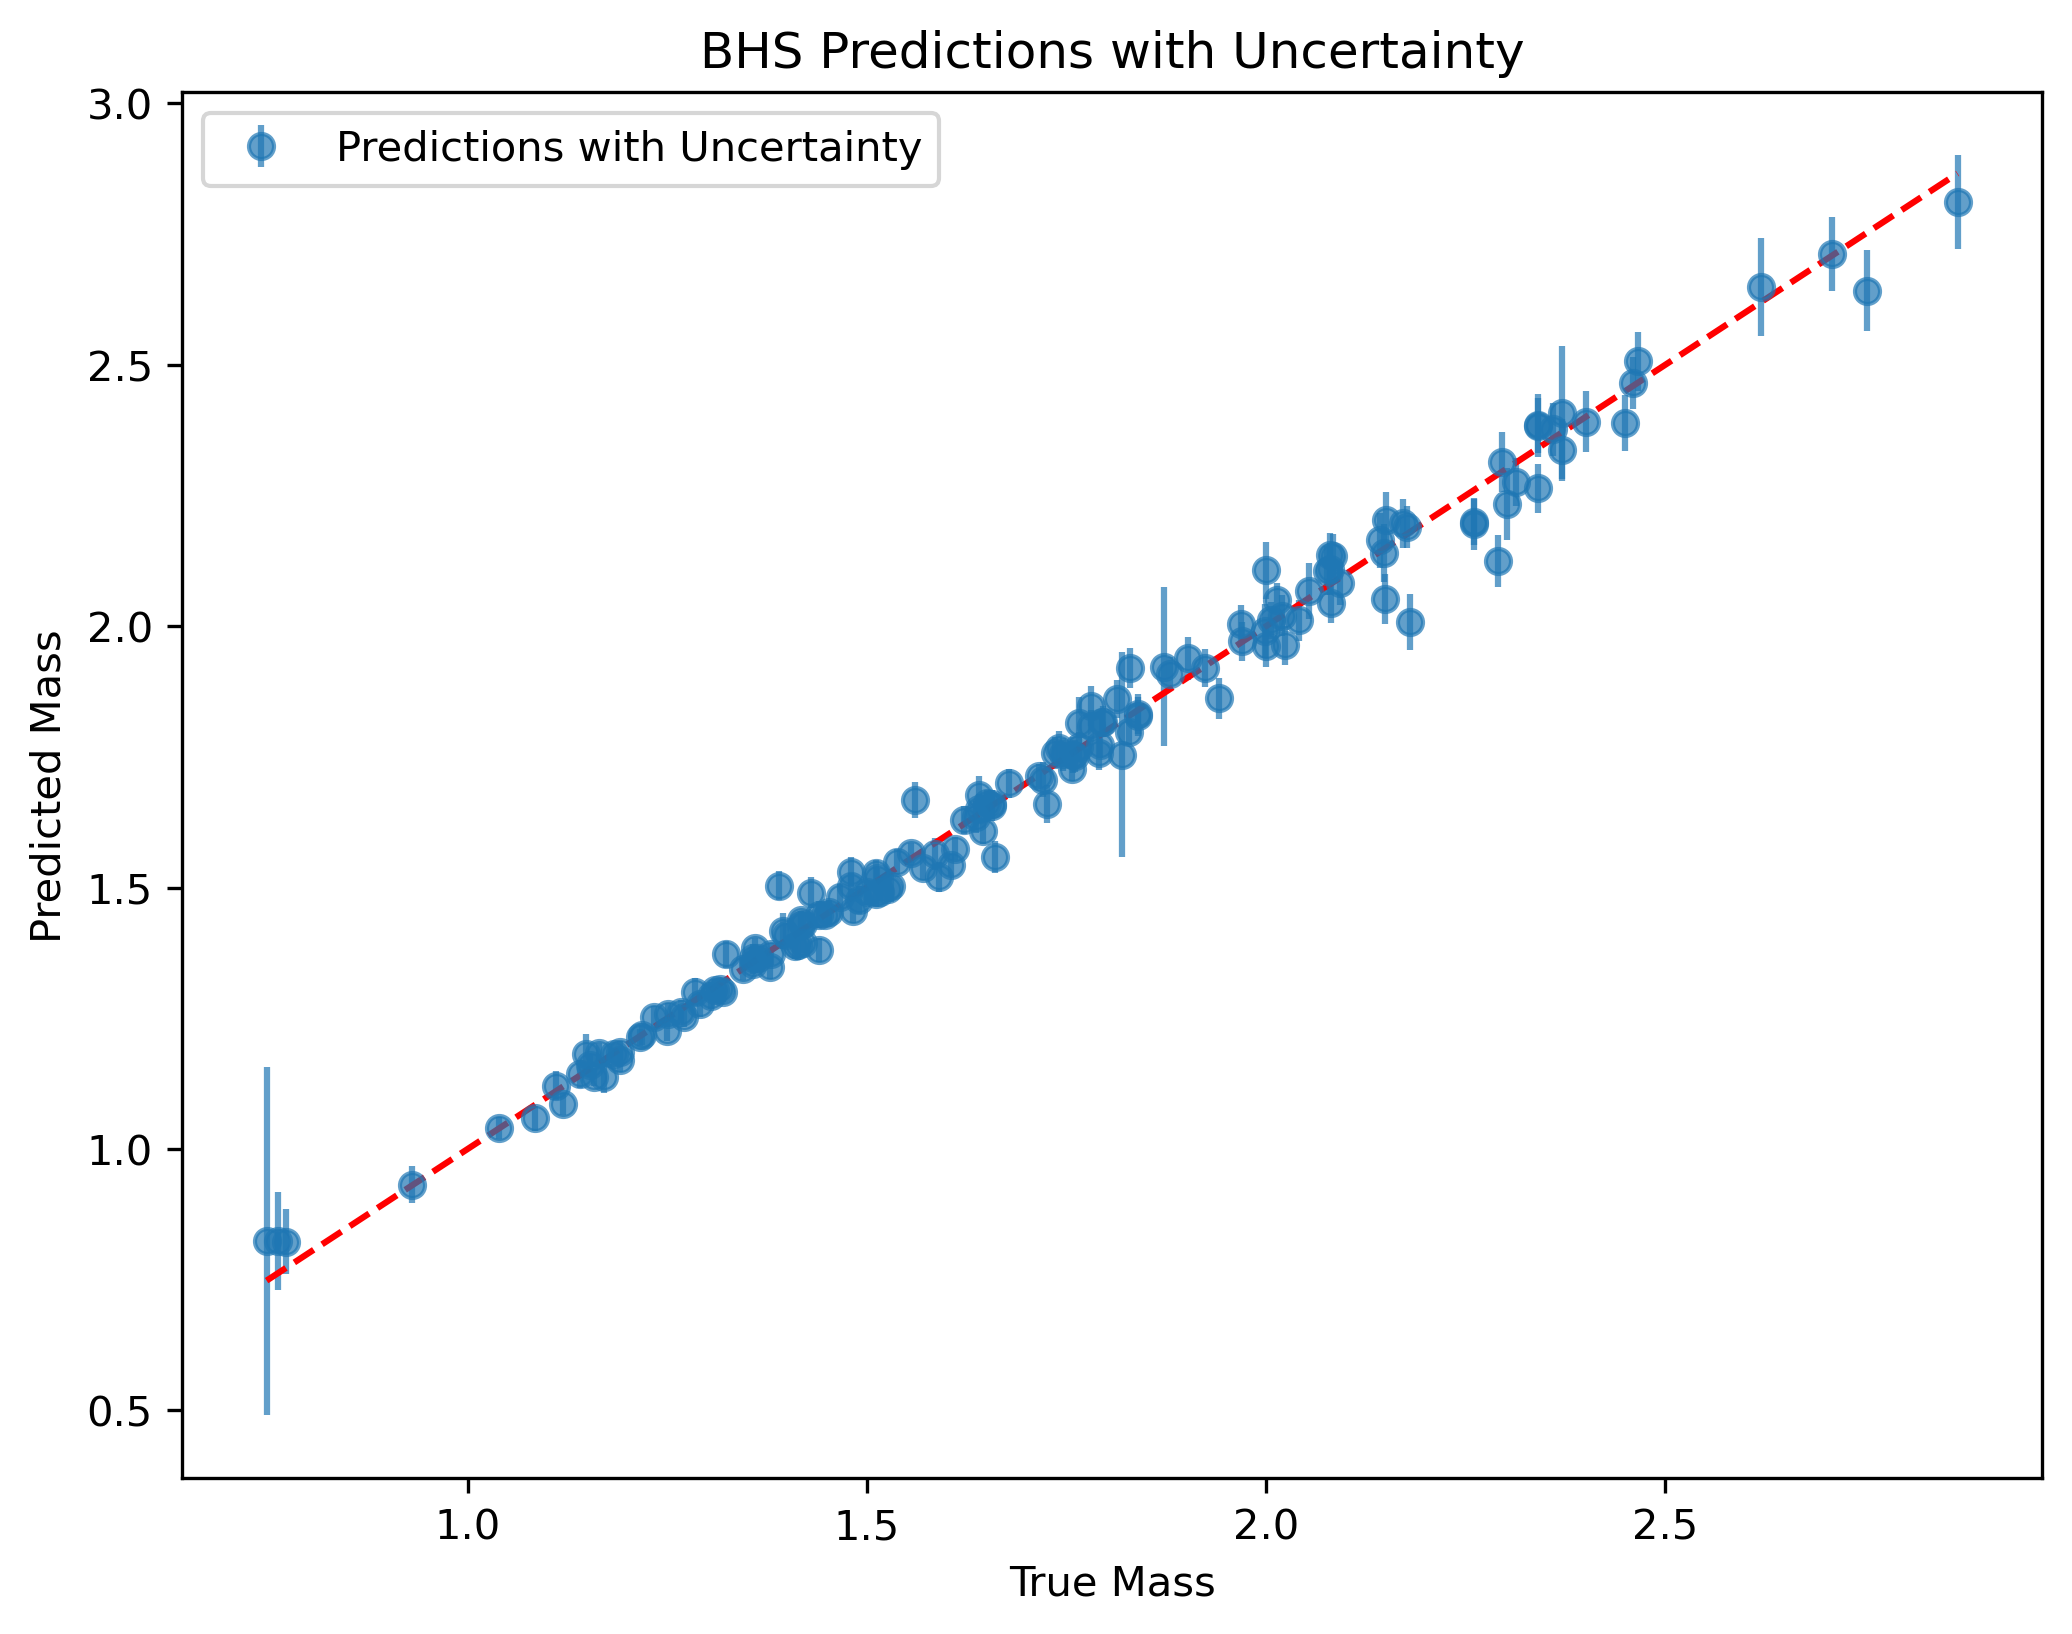 BHS Predictions with Uncertainty
Predictions with Uncertainty
3.0
2.5
2.0
1.5
1.0
0.5
Predicted Mass
1.0 1.5 2.0 2.5
True Mass